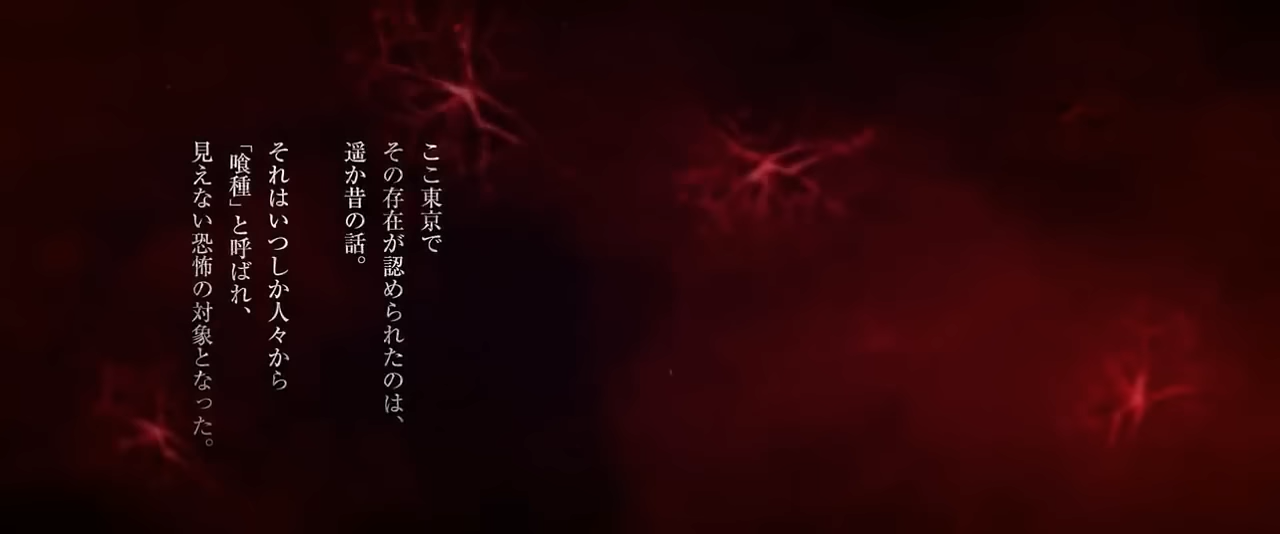 ここ東京で
その存在が認められたのは、
遥か昔の話。
それはいつしか人々から
「喰種」と呼ばれ、
見えない恐怖の対象となった。